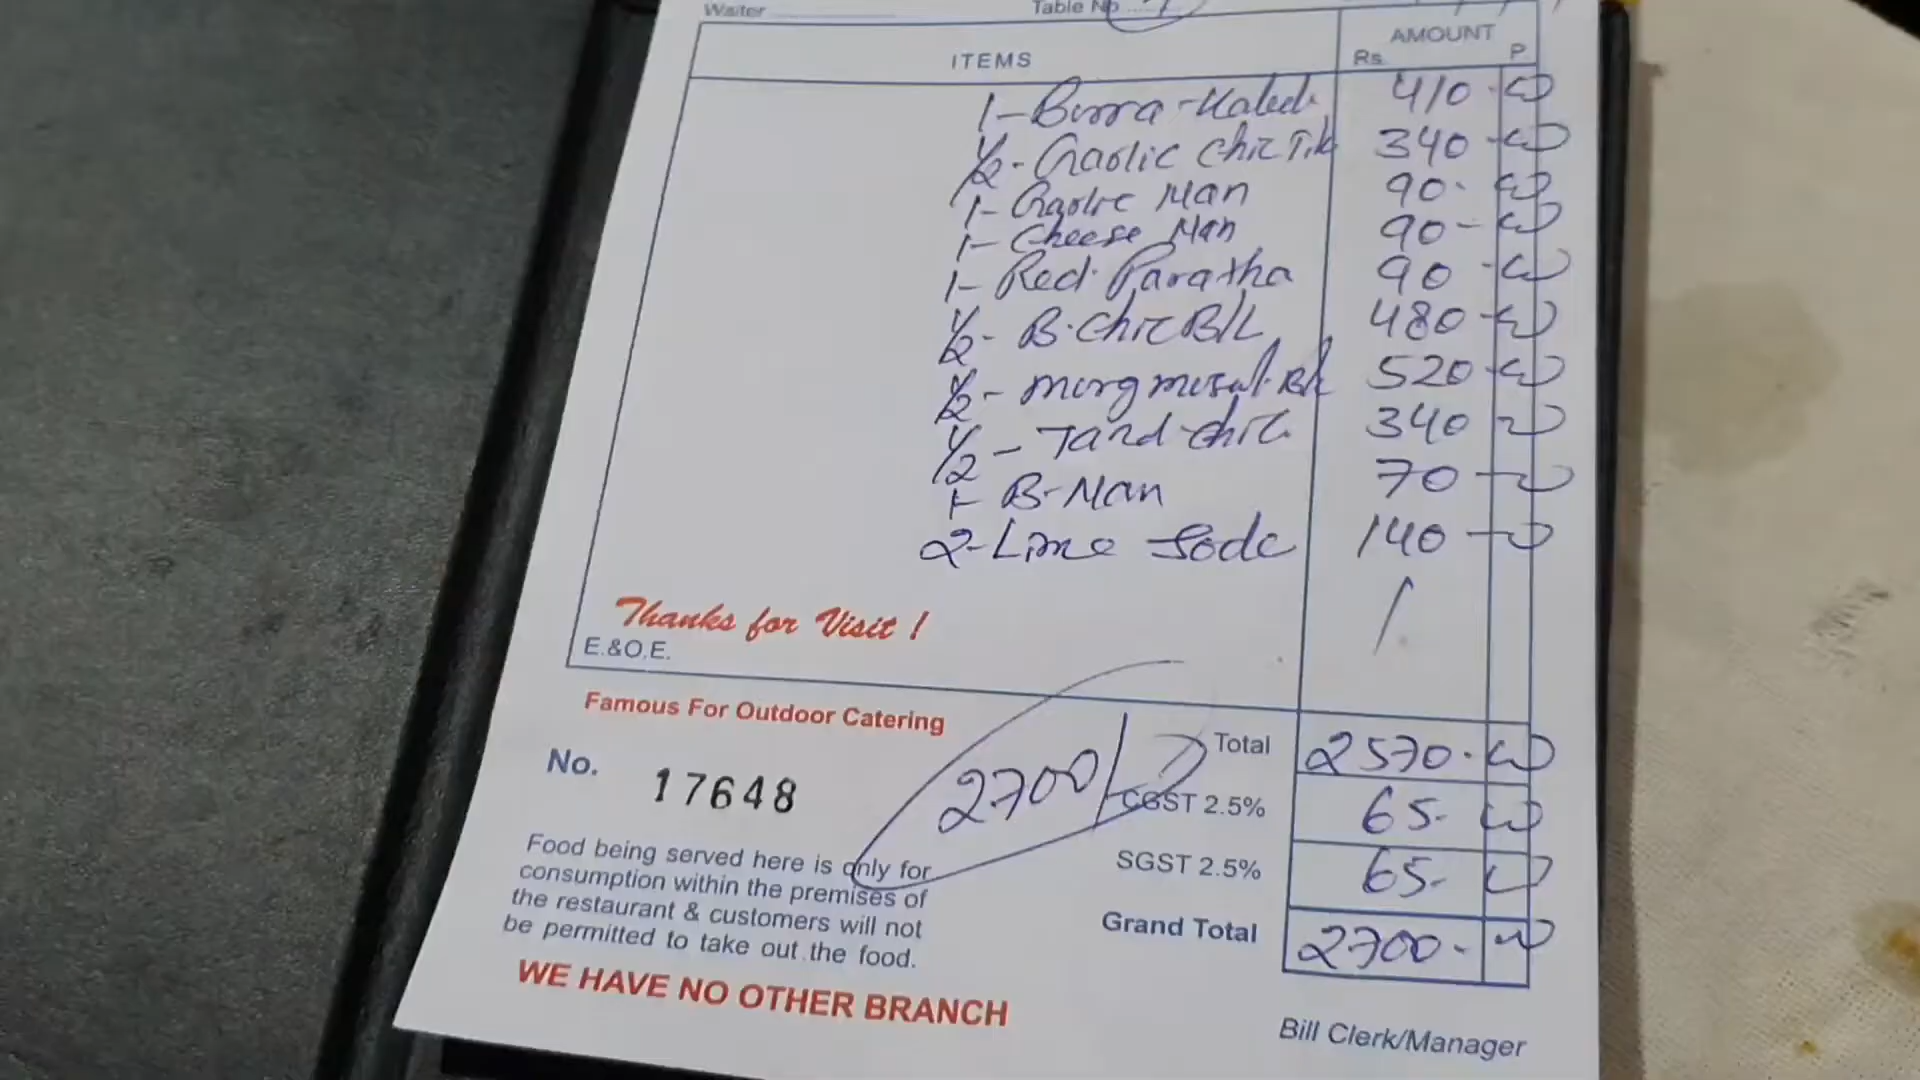 Waiter Table No
ITEMS AMOUNT
Rs. P
1- Burra - Kabab 410.00
1/2 - Gaolic Chic Tik 340-00
1- Gaolic Nan 90-00
1- Cheese Nan 90-00
1- Red Paratha 90-00
1/2 - B. Chic B/L 480-00
1/2 - murg musal. B/L 520-00
1/2 - Tand-chic 340-00
1- B-Nan 70-00
2- Lime Soda 140-00
Thanks for Visit !
E.&O.E.
Famous For Outdoor Catering
Total 2570.00
No. 17648
2700/-
CGST 2.5% 65.00
SGST 2.5% 65-00
Grand Total 2700-00
Food being served here is only for
consumption within the premises of
the restaurant & customers will not
be permitted to take out the food.
WE HAVE NO OTHER BRANCH
Bill Clerk/Manager